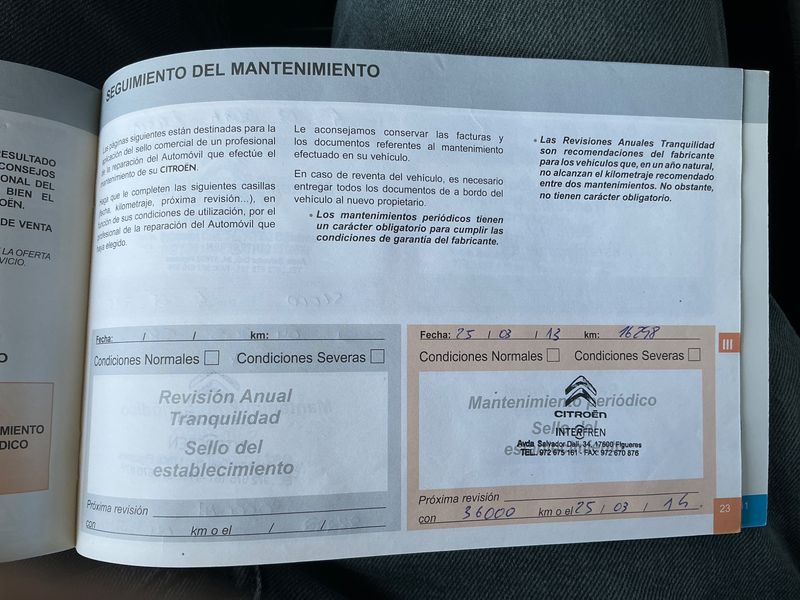 SEGUIMIENTO DEL MANTENIMIENTO
Las páginas siguientes están destinadas para la
aplicación del sello comercial de un profesional
de la reparación del Automóvil que efectúe el
mantenimiento de su CITROËN.
Haga que le completen las siguientes casillas
(fecha, kilometraje, próxima revisión...), en
función de sus condiciones de utilización, por el
profesional de la reparación del Automóvil que
haya elegido.
Le aconsejamos conservar las facturas y
los documentos referentes al mantenimiento
efectuado en su vehículo.
En caso de reventa del vehículo, es necesario
entregar todos los documentos de a bordo del
vehículo al nuevo propietario.
• Los mantenimientos periódicos tienen
un carácter obligatorio para cumplir las
condiciones de garantía del fabricante.
• Las Revisiones Anuales Tranquilidad
son recomendaciones del fabricante
para los vehículos que, en un año natural,
no alcanzan el kilometraje recomendado
entre dos mantenimientos. No obstante,
no tienen carácter obligatorio.
RESULTADO
CONSEJOS
ONAL DEL
BIEN EL
OËN.
DE VENTA
LA OFERTA
VICIO.
O
MIENTO
DICO
Fecha: / / km:
Condiciones Normales Condiciones Severas
Revisión Anual
Tranquilidad
Sello del
establecimiento
Próxima revisión
con km o el / /
Fecha: 25 / 03 / 13 km: 16298
Condiciones Normales Condiciones Severas
Mantenimiento periódico
Sello del
CITROËN
INTERFREN
Avda. Salvador Dalí, 34. 17600 Figueres
TEL. 972 675 161 - FAX: 972 670 876
Próxima revisión
con 36000 km o el 25 / 03 / 14
III
23